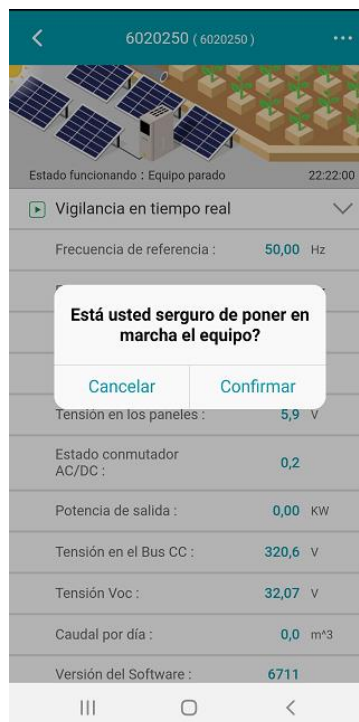 6020250 ( 6020250 )
Estado funcionando : Equipo parado 22:22:00
Vigilancia en tiempo real
Frecuencia de referencia : 50,00 Hz
Está usted serguro de poner en
marcha el equipo?
Cancelar Confirmar
Tensión en los paneles : 5,9 V
Estado conmutador
AC/DC : 0,2
Potencia de salida : 0,00 KW
Tensión en el Bus CC : 320,6 V
Tensión Voc : 32,07 V
Caudal por día : 0,0 m^3
Versión del Software : 6711